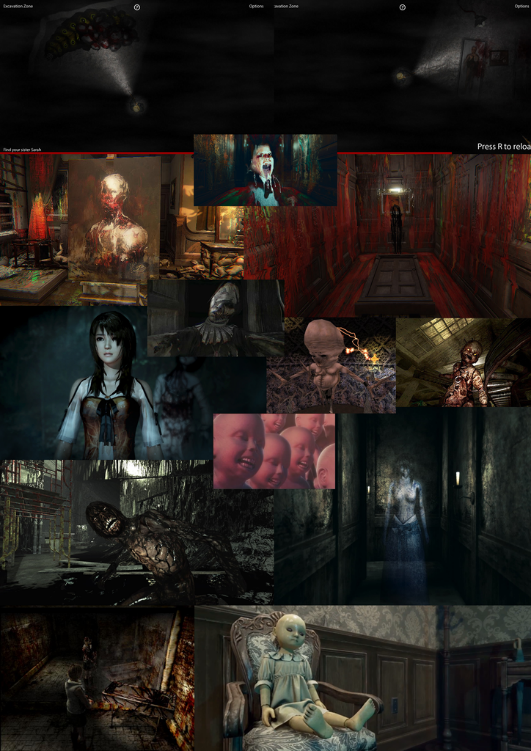 Excavation Zone
Options
avation Zone
Options
Find your sister Sarah
Press R to reloa